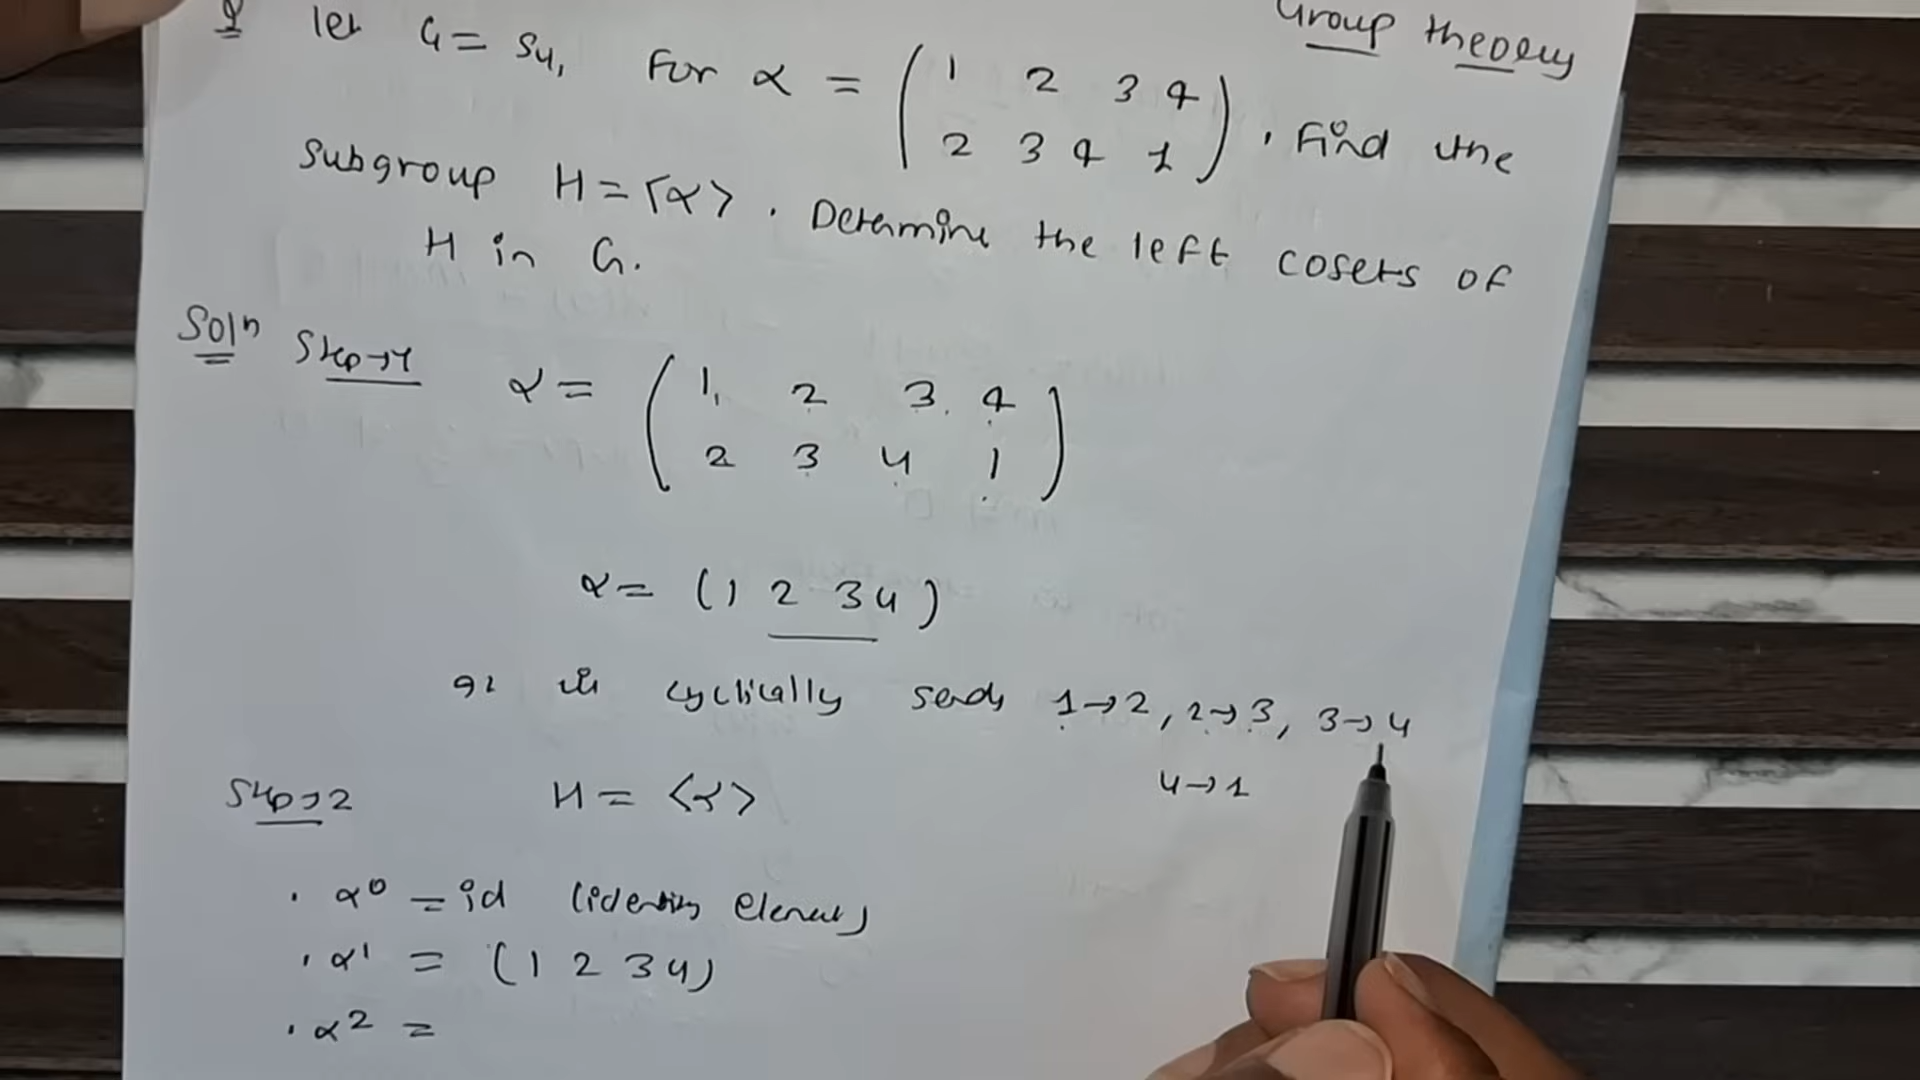 Group theory
Q let G = S4, For α = ( 1 2 3 4
2 3 4 1 ) . Find the
subgroup H = <α> . Determine the left cosets of
H in G.
Soln Step→1 α = ( 1 2 3 4
2 3 4 1 )
α = (1 2 3 4)
cyclically sends 1→2, 2→3, 3→4
4→1
Step→2 H = <α>
. α⁰ = id (identity element)
. α¹ = (1 2 3 4)
. α² =